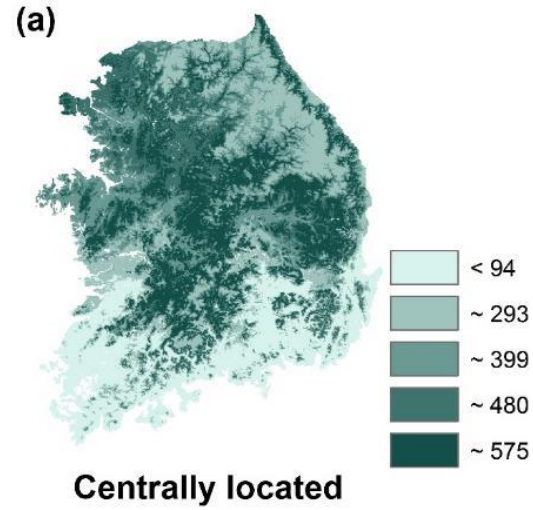 (a)
< 94
~ 293
~ 399
~ 480
~ 575
Centrally located